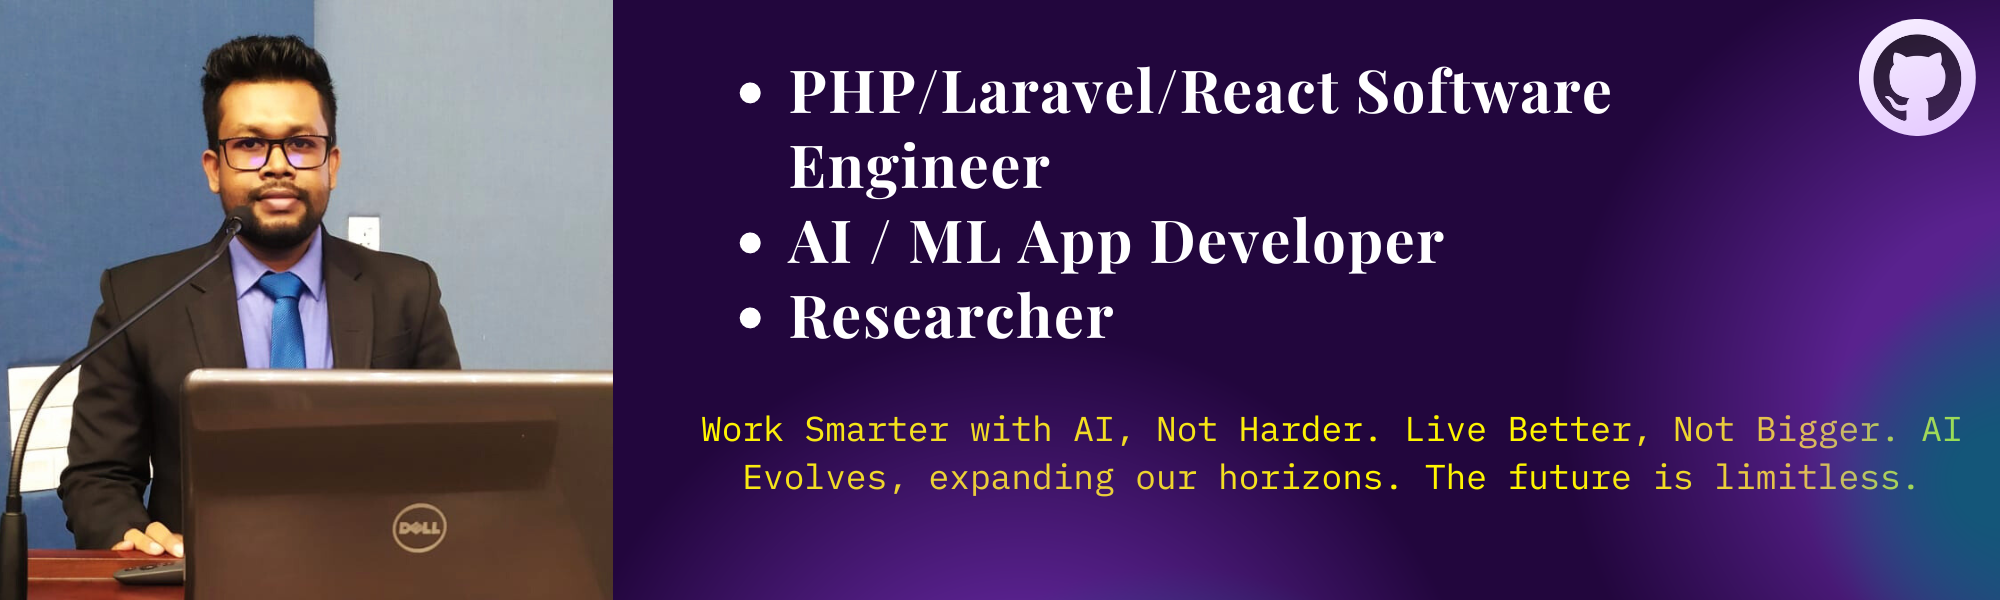 PHP/Laravel/React Software
Engineer
AI / ML App Developer
Researcher
Work Smarter with AI, Not Harder. Live Better, Not Bigger. AI
Evolves, expanding our horizons. The future is limitless.
DELL